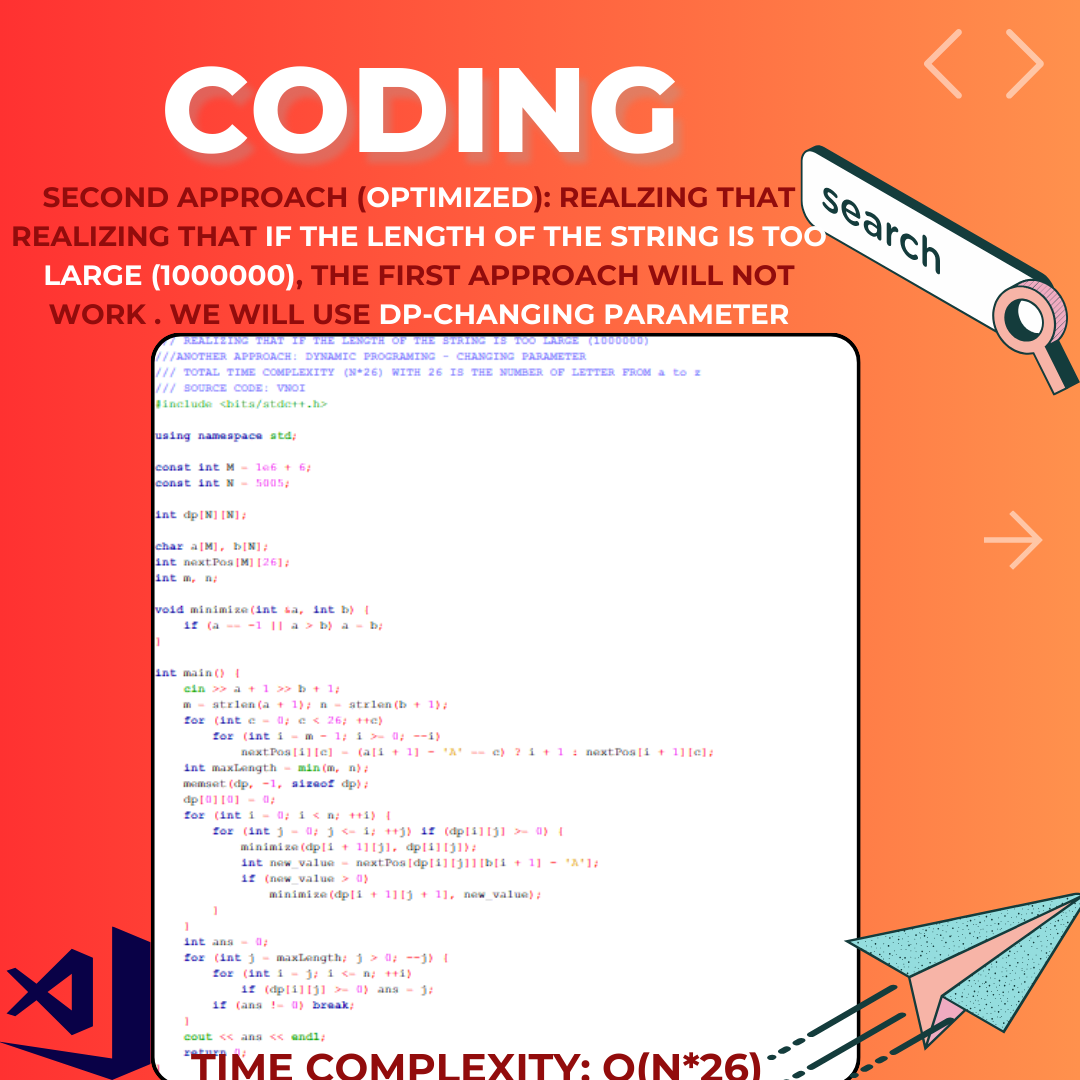 CODING
SECOND APPROACH (OPTIMIZED): REALZING THAT
REALIZING THAT IF THE LENGTH OF THE STRING IS TOO
LARGE (1000000), THE FIRST APPROACH WILL NOT
WORK . WE WILL USE DP-CHANGING PARAMETER
search
/// REALIZING THAT IF THE LENGTH OF THE STRING IS TOO LARGE (1000000)
///ANOTHER APPROACH: DYNAMIC PROGRAMING - CHANGING PARAMETER
/// TOTAL TIME COMPLEXITY (N*26) WITH 26 IS THE NUMBER OF LETTER FROM a to z
/// SOURCE CODE: VNOI
#include <bits/stdc++.h>
using namespace std;
const int M = 1e6 + 6;
const int N = 5005;
int dp[N][N];
char a[M], b[N];
int nextPos[M][26];
int m, n;
void minimize(int &a, int b) {
if (a == -1 || a > b) a = b;
}
int main() {
cin >> a + 1 >> b + 1;
m = strlen(a + 1); n = strlen(b + 1);
for (int c = 0; c < 26; ++c)
for (int i = m - 1; i >= 0; --i)
nextPos[i][c] = (a[i + 1] - 'A' == c) ? i + 1 : nextPos[i + 1][c];
int maxLength = min(m, n);
memset(dp, -1, sizeof dp);
dp[0][0] = 0;
for (int i = 0; i < n; ++i) {
for (int j = 0; j <= i; ++j) if (dp[i][j] >= 0) {
minimize(dp[i + 1][j], dp[i][j]);
int new_value = nextPos[dp[i][j]][b[i + 1] - 'A'];
if (new_value > 0)
minimize(dp[i + 1][j + 1], new_value);
}
}
int ans = 0;
for (int j = maxLength; j > 0; --j) {
for (int i = j; i <= n; ++i)
if (dp[i][j] >= 0) ans = j;
if (ans != 0) break;
}
cout << ans << endl;
return 0;
TIME COMPLEXITY: O(N*26)